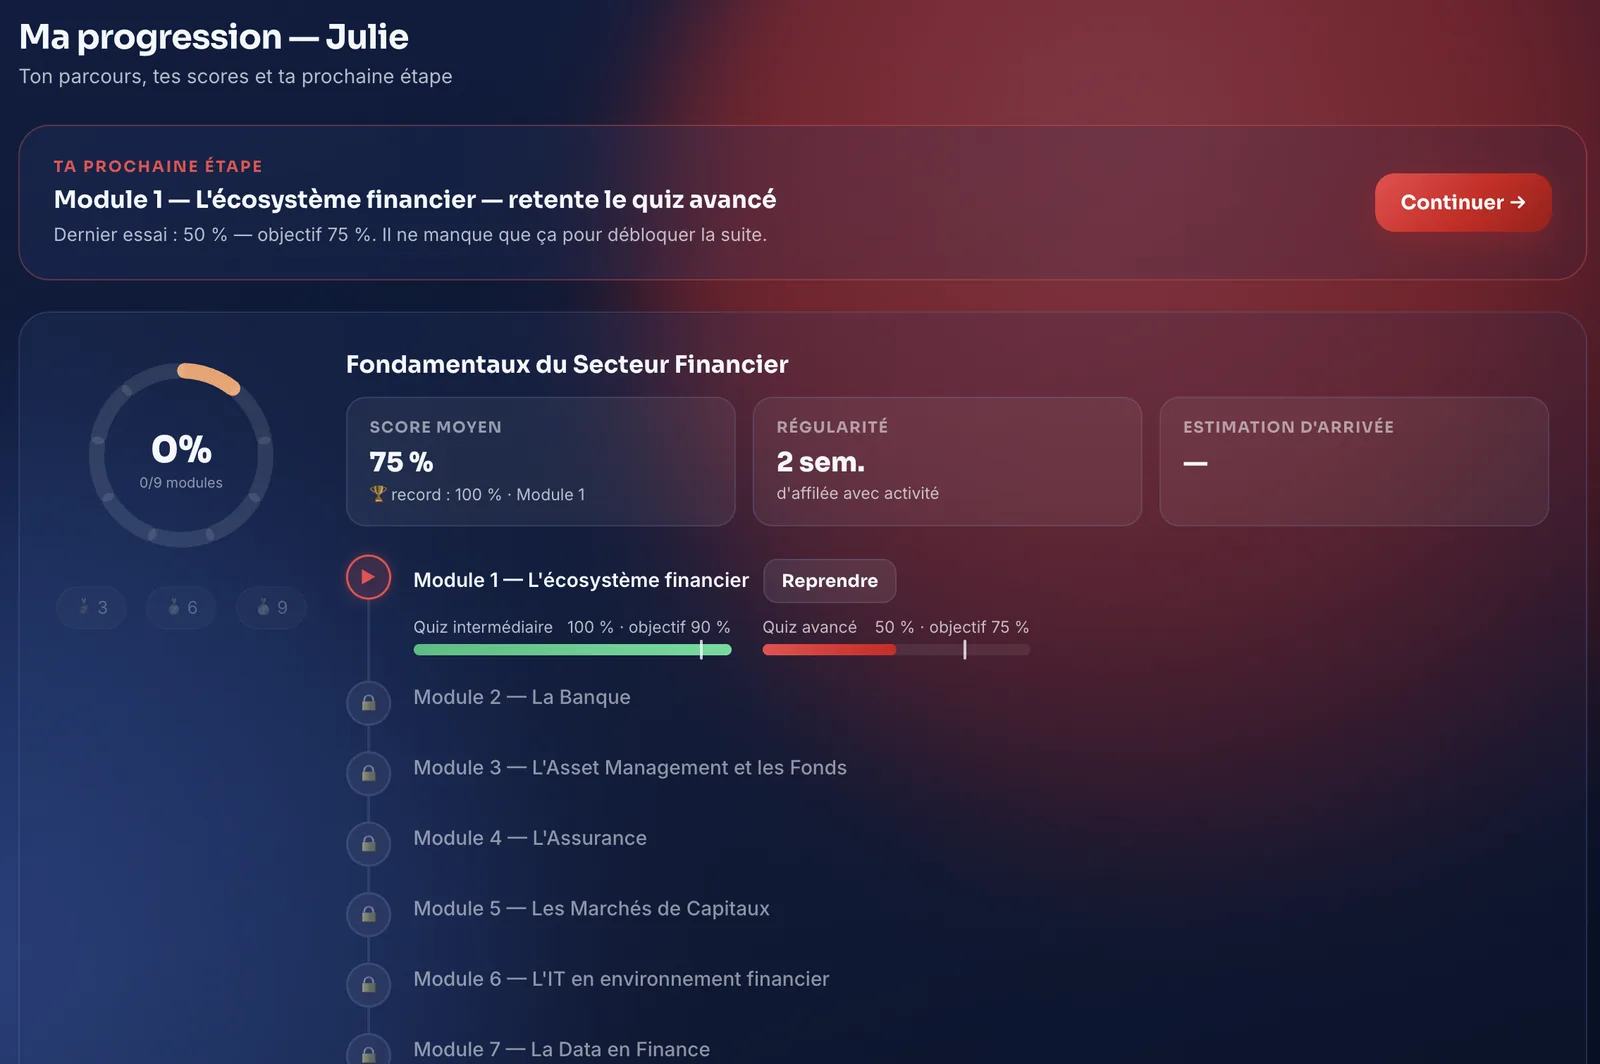 Ma progression — Julie
Ton parcours, tes scores et ta prochaine étape
TA PROCHAINE ÉTAPE
Module 1 — L'écosystème financier — retente le quiz avancé
Dernier essai : 50 % — objectif 75 %. Il ne manque que ça pour débloquer la suite.
Continuer →
0%
0/9 modules
3
6
9
Fondamentaux du Secteur Financier
SCORE MOYEN
75 %
🏆 record : 100 % · Module 1
RÉGULARITÉ
2 sem.
d'affilée avec activité
ESTIMATION D'ARRIVÉE
—
Module 1 — L'écosystème financier
Reprendre
Quiz intermédiaire 100 % · objectif 90 %
Quiz avancé 50 % · objectif 75 %
Module 2 — La Banque
Module 3 — L'Asset Management et les Fonds
Module 4 — L'Assurance
Module 5 — Les Marchés de Capitaux
Module 6 — L'IT en environnement financier
Module 7 — La Data en Finance